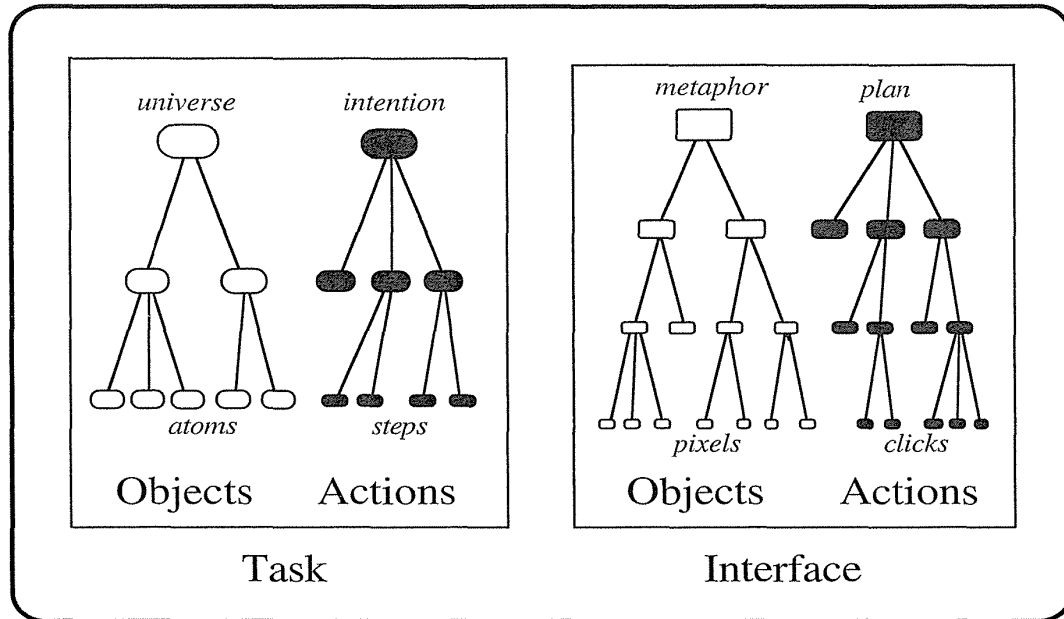 universe
intention
atoms
steps
Objects
Actions
Task
metaphor
plan
pixels
clicks
Objects
Actions
Interface